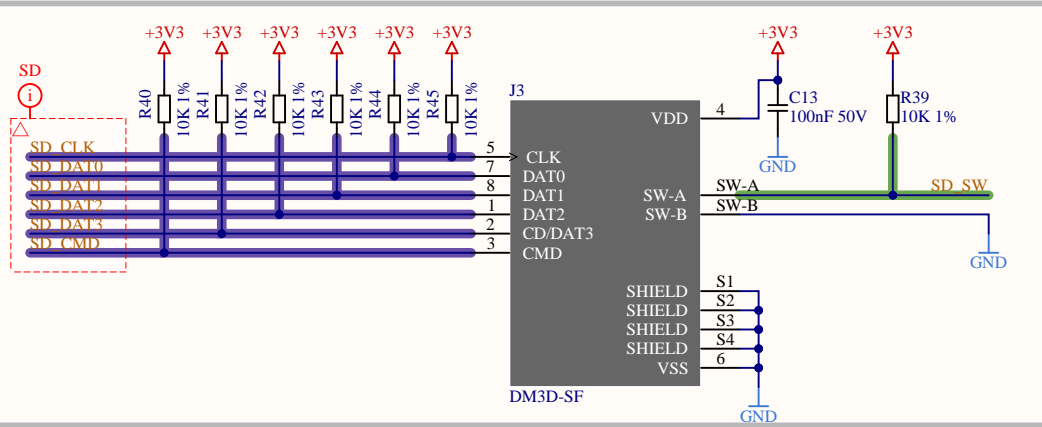 +3V3 +3V3 +3V3 +3V3 +3V3 +3V3 +3V3 +3V3
SD
i
R40 10K 1%
R41 10K 1%
R42 10K 1%
R43 10K 1%
R44 10K 1%
R45 10K 1%
J3
C13
100nF 50V
GND
R39
10K 1%
SD_CLK 5 CLK
SD_DAT0 7 DAT0
SD_DAT1 8 DAT1
SD_DAT2 1 DAT2
SD_DAT3 2 CD/DAT3
SD_CMD 3 CMD
VDD 4
SW-A SW-A SD_SW
SW-B SW-B
GND
SHIELD S1
SHIELD S2
SHIELD S3
SHIELD S4
VSS 6
DM3D-SF
GND